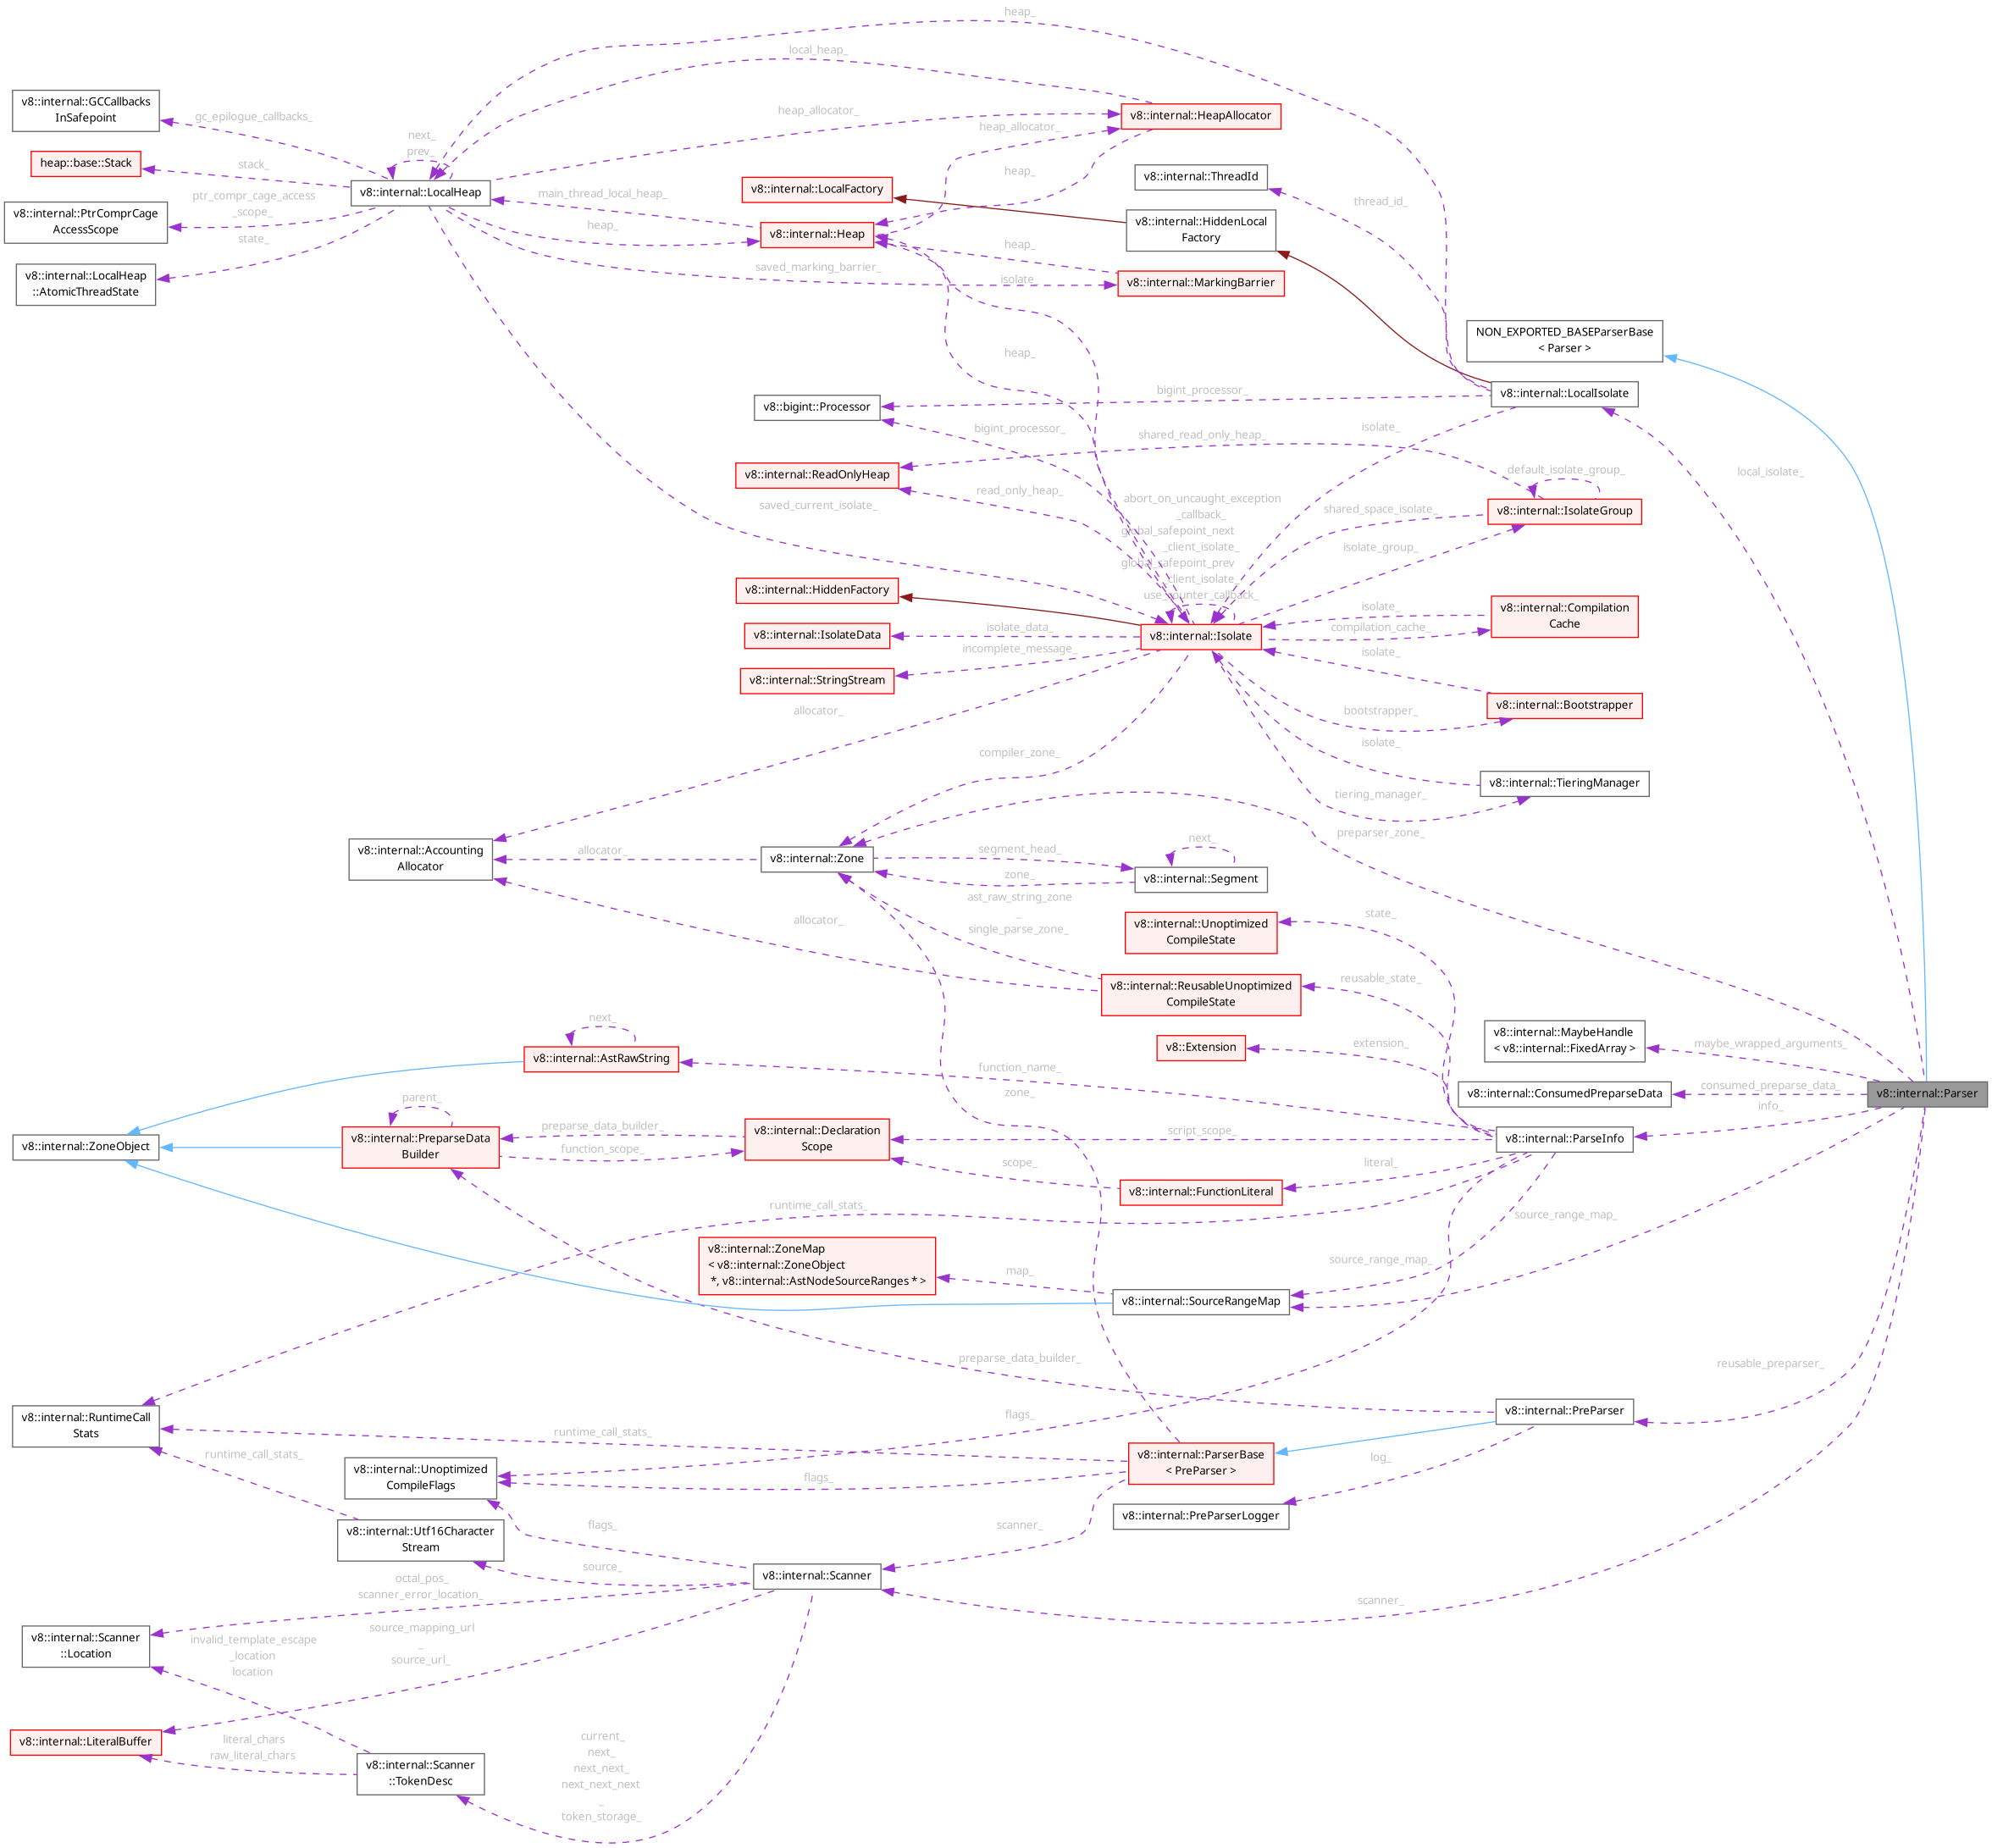 heap_
local_heap_
v8::internal::GCCallbacks
InSafepoint
gc_epilogue_callbacks_
heap_allocator_
v8::internal::HeapAllocator
heap_allocator_
next_
prev_
heap::base::Stack
stack_
v8::internal::LocalHeap
main_thread_local_heap_
heap_
v8::internal::ThreadId
thread_id_
v8::internal::LocalFactory
ptr_compr_cage_access
_scope_
v8::internal::PtrComprCage
AccessScope
state_
heap_
v8::internal::Heap
v8::internal::HiddenLocal
Factory
heap_
v8::internal::LocalHeap
::AtomicThreadState
saved_marking_barrier_
isolate_
v8::internal::MarkingBarrier
NON_EXPORTED_BASEParserBase
< Parser >
heap_
v8::bigint::Processor
bigint_processor_
v8::internal::LocalIsolate
bigint_processor_
shared_read_only_heap_
isolate_
local_isolate_
v8::internal::ReadOnlyHeap
read_only_heap_
default_isolate_group_
saved_current_isolate_
abort_on_uncaught_exception
_callback_
global_safepoint_next
_client_isolate_
global_safepoint_prev
_client_isolate_
use_counter_callback_
shared_space_isolate_
v8::internal::IsolateGroup
isolate_group_
v8::internal::HiddenFactory
v8::internal::IsolateData
isolate_data_
incomplete_message_
v8::internal::Isolate
isolate_
compilation_cache_
v8::internal::Compilation
Cache
isolate_
v8::internal::StringStream
allocator_
bootstrapper_
v8::internal::Bootstrapper
compiler_zone_
isolate_
v8::internal::TieringManager
tiering_manager_
preparser_zone_
v8::internal::Accounting
Allocator
allocator_
v8::internal::Zone
segment_head_
zone_
next_
v8::internal::Segment
allocator_
ast_raw_string_zone
_
single_parse_zone_
v8::internal::Unoptimized
CompileState
state_
v8::internal::ReusableUnoptimized
CompileState
reusable_state_
next_
v8::internal::AstRawString
v8::Extension
extension_
v8::internal::MaybeHandle
< v8::internal::FixedArray >
maybe_wrapped_arguments_
function_name_
zone_
v8::internal::ConsumedPreparseData
consumed_preparse_data_
info_
v8::internal::Parser
parent_
v8::internal::ZoneObject
v8::internal::PreparseData
Builder
preparse_data_builder_
function_scope_
v8::internal::Declaration
Scope
script_scope_
v8::internal::ParseInfo
scope_
v8::internal::FunctionLiteral
literal_
runtime_call_stats_
source_range_map_
v8::internal::ZoneMap
< v8::internal::ZoneObject
*, v8::internal::AstNodeSourceRanges * >
map_
v8::internal::SourceRangeMap
source_range_map_
preparse_data_builder_
reusable_preparser_
v8::internal::RuntimeCall
Stats
runtime_call_stats_
flags_
v8::internal::PreParser
v8::internal::ParserBase
< PreParser >
log_
runtime_call_stats_
v8::internal::Unoptimized
CompileFlags
flags_
v8::internal::PreParserLogger
v8::internal::Utf16Character
Stream
flags_
scanner_
source_
v8::internal::Scanner
octal_pos_
scanner_error_location_
scanner_
v8::internal::Scanner
::Location
invalid_template_escape
_location
location
source_mapping_url
_
source_url_
v8::internal::LiteralBuffer
literal_chars
raw_literal_chars
v8::internal::Scanner
::TokenDesc
current_
next_
next_next_
next_next_next
_
token_storage_